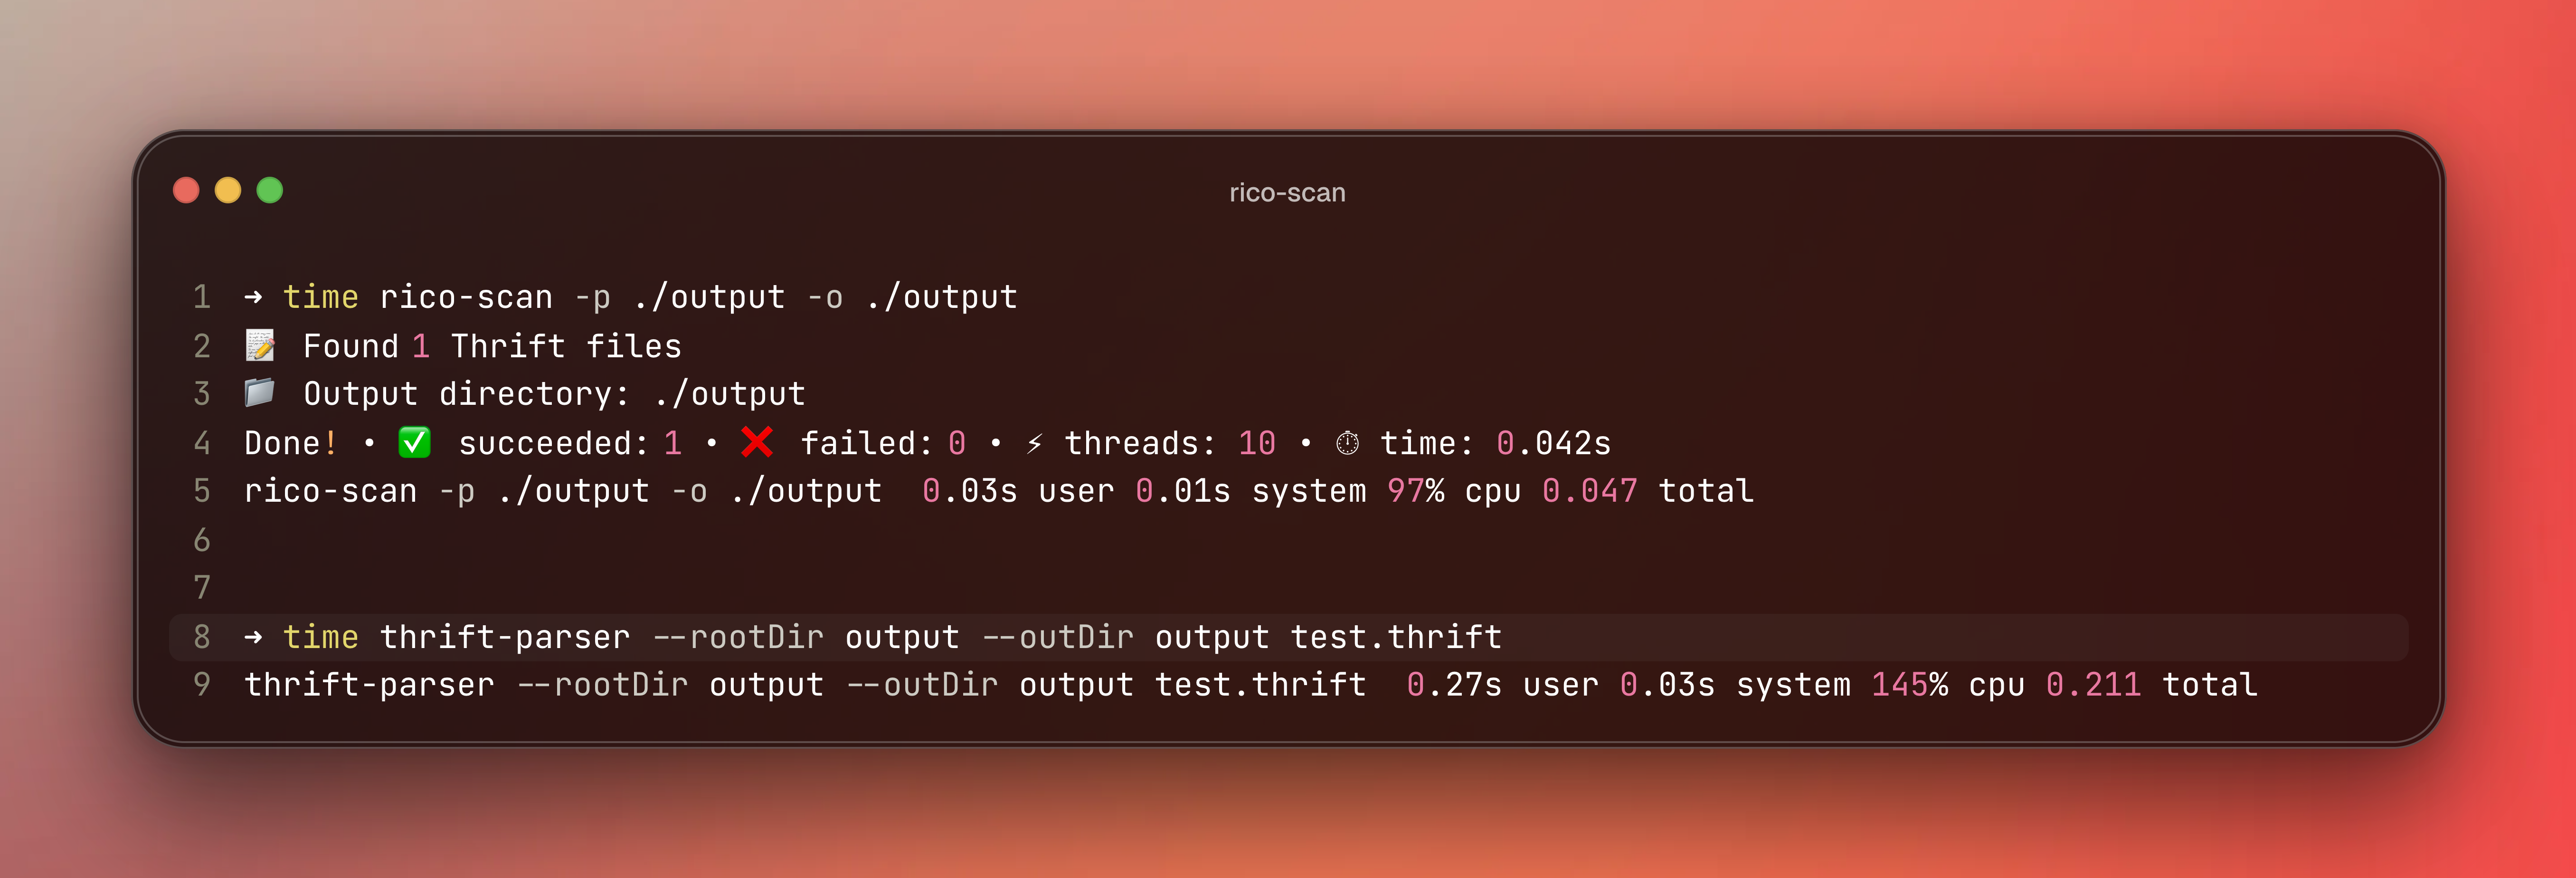 rico-scan
1 → time rico-scan -p ./output -o ./output
2 📝 Found 1 Thrift files
3 📁 Output directory: ./output
4 Done! • ✅ succeeded: 1 • ❌ failed: 0 • ⚡ threads: 10 • ⏱ time: 0.042s
5 rico-scan -p ./output -o ./output  0.03s user 0.01s system 97% cpu 0.047 total
6
7
8 → time thrift-parser --rootDir output --outDir output test.thrift
9 thrift-parser --rootDir output --outDir output test.thrift  0.27s user 0.03s system 145% cpu 0.211 total